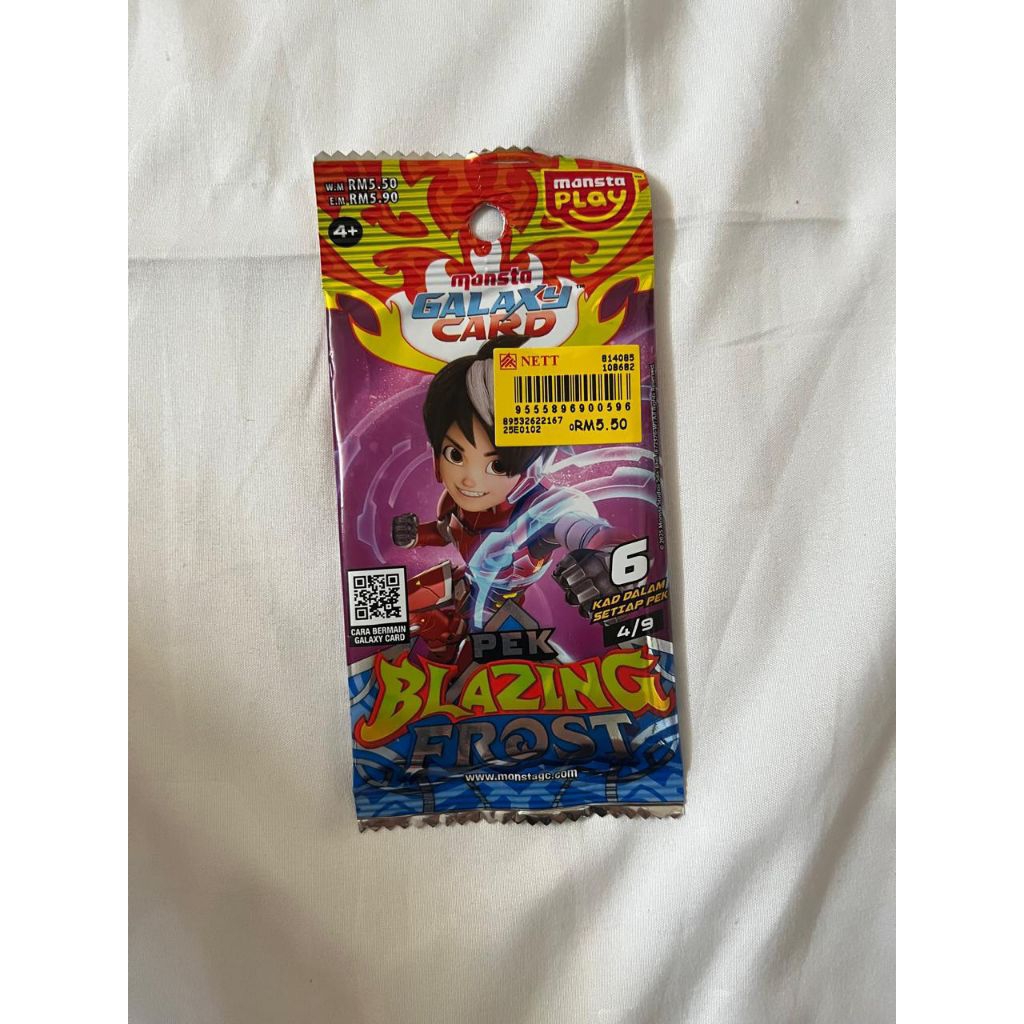 W.M RM5.50
E.M RM5.90
4+
monsta
PLay
monsta
GALAXY™
CARD
NETT
814085
108682
9555896900596
89532622167
25E0102
RM5.50
6
KAD DALAM
SETIAP PEK
4/9
CARA BERMAIN
GALAXY CARD
PEK
BLAZING
FROST
www.monstagc.com